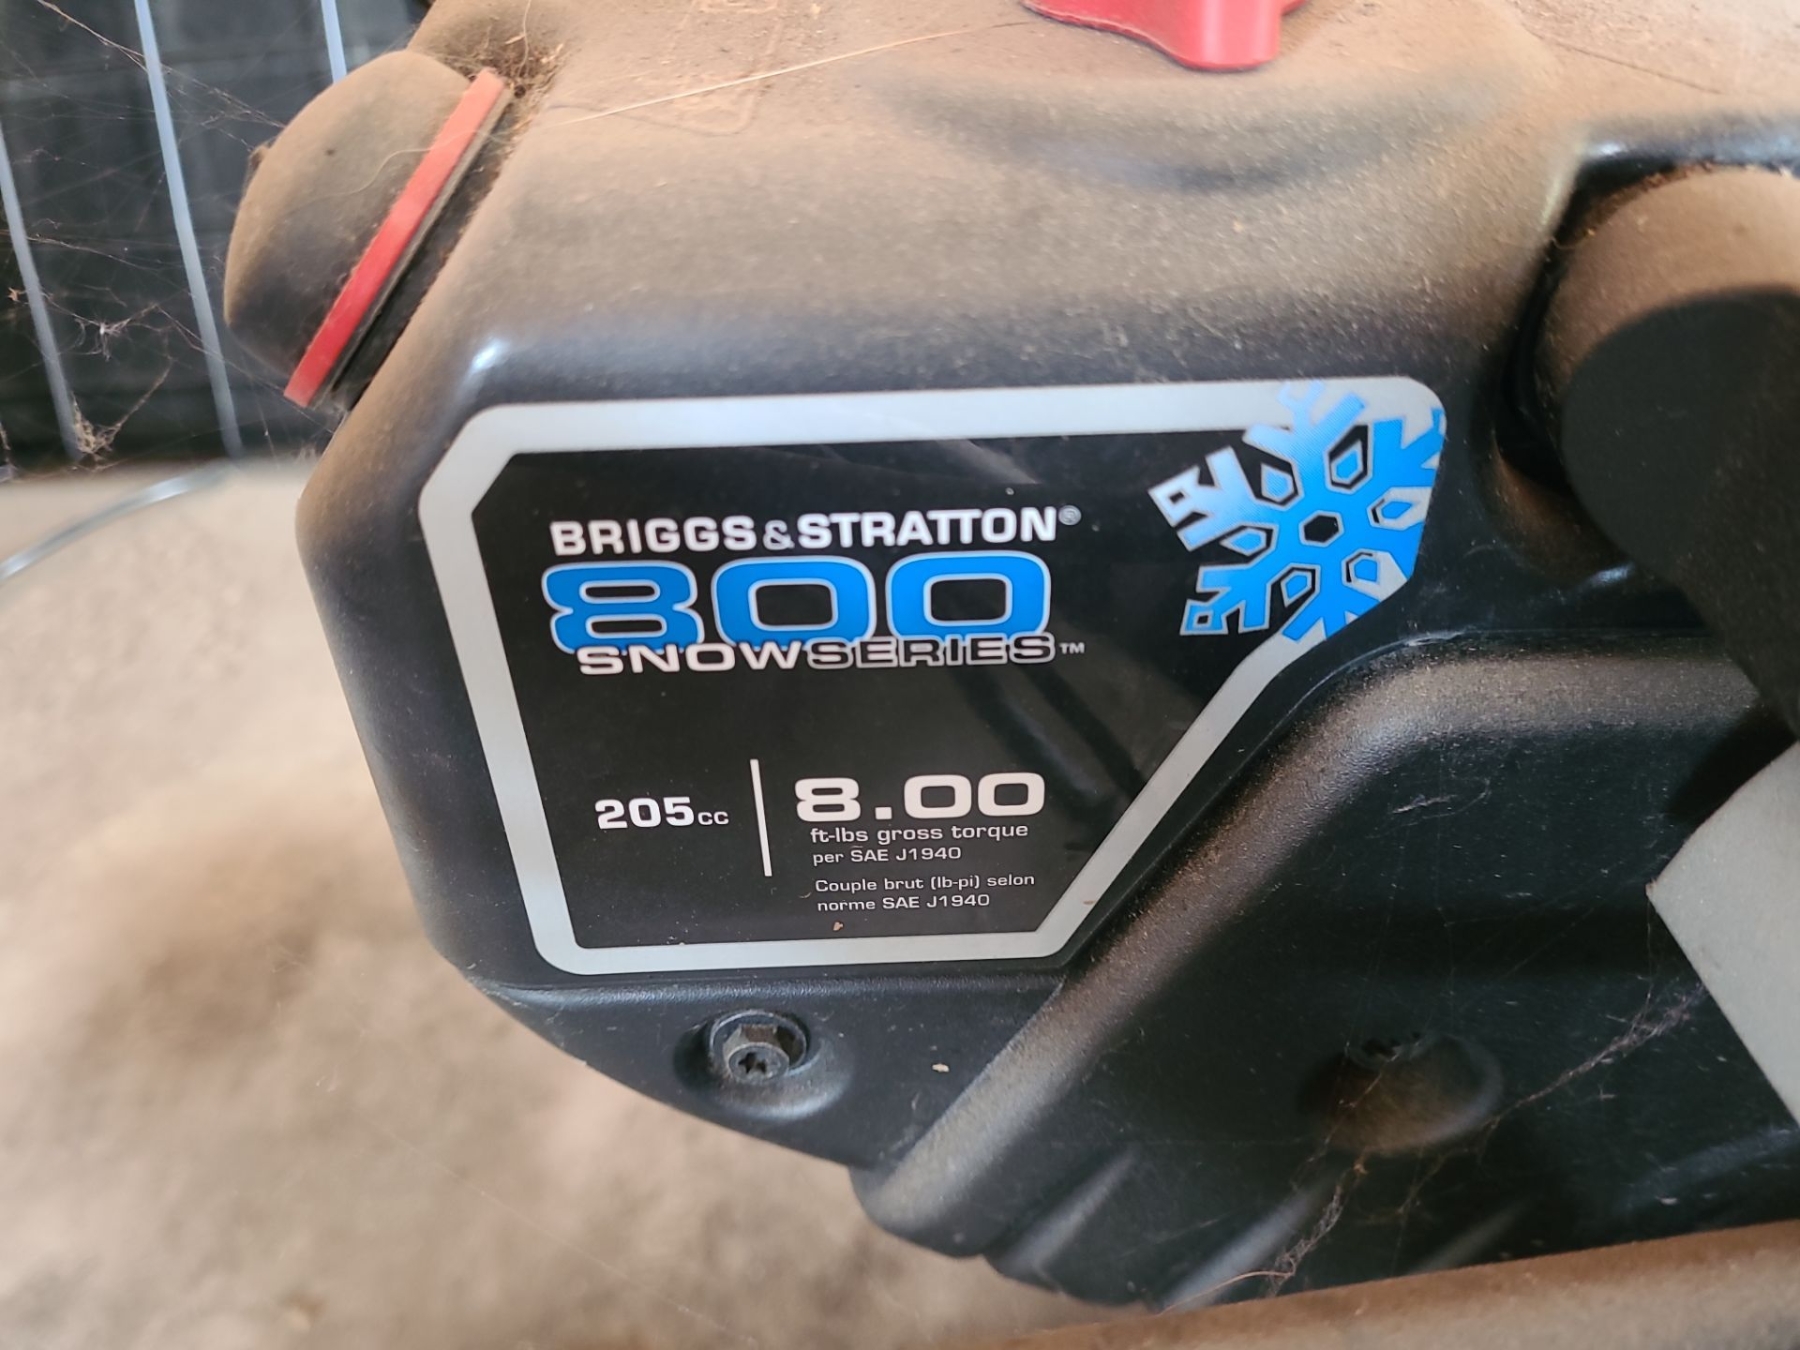 BRIGGS&STRATTON®
800
SNOWSERIES™
205cc
8.00
ft-lbs gross torque
per SAE J1940
Couple brut (lb-pi) selon
norme SAE J1940